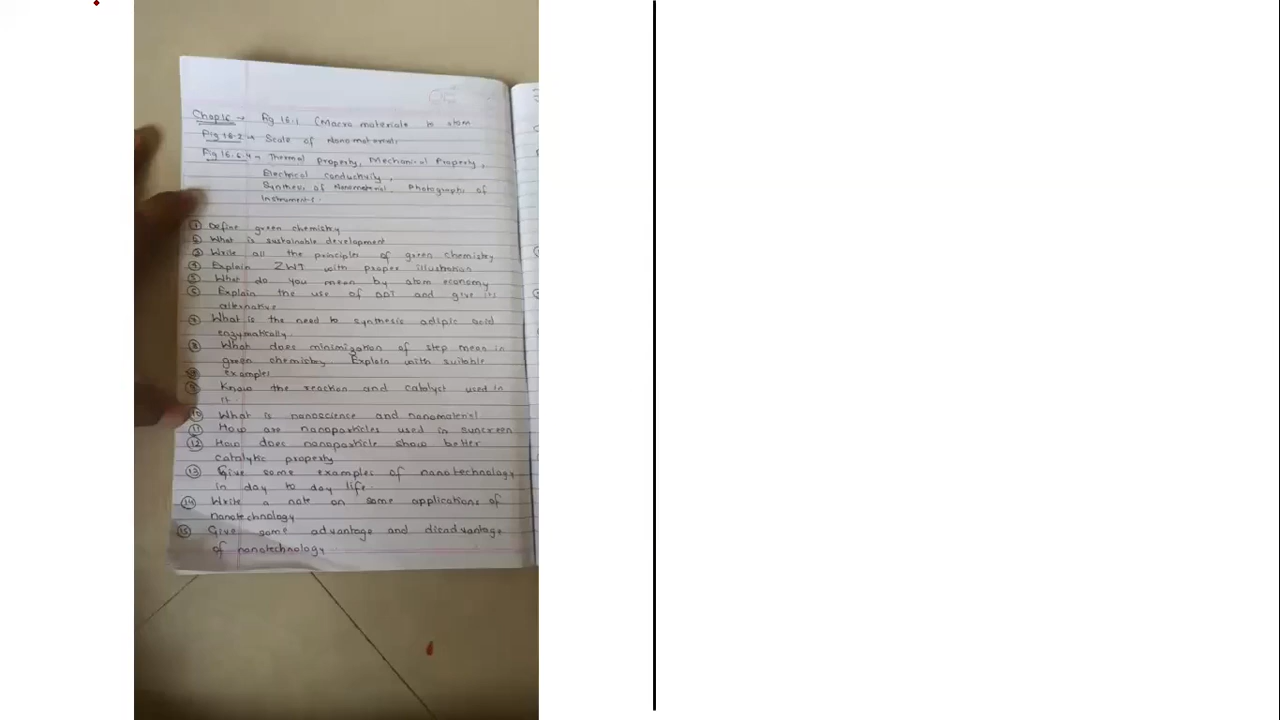 Chap 16 → Fig 16.1 (Macro materials to atom
Fig 16.2 → Scale of Nanomaterials
Fig 16.6.4 → Thermal Property, Mechanical Property,
Electrical conductivity,
Synthesis of Nanomaterial. Photographs of
Instruments.
① Define green chemistry
② What is sustainable development
③ Write all the principles of green chemistry
④ Explain ZWT with proper illustration
⑤ What do you mean by atom economy
⑥ Explain the use of DDT and give its
alternative
⑦ What is the need to synthesis adipic acid
enzymatically.
⑧ What does minimization of step mean in
green chemistry Explain with suitable
examples
⑨ Know the reaction and catalyst used in
it.
⑩ What is nanoscience and nanomaterial
⑪ How are nanoparticles used in suncreen
⑫ How does nanoparticle show better
catalytic property
⑬ Give some examples of nanotechnology
in day to day life.
⑭ Write a note on some applications of
nanotechnology
⑮ Give some advantage and disadvantage
of nanotechnology